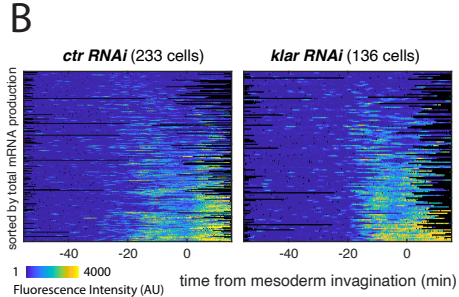 B
ctr RNAi (233 cells)
klar RNAi (136 cells)
sorted by total mRNA production
-40 -20 0
-40 -20 0
1 4000
Fluorescence Intensity (AU)
time from mesoderm invagination (min)